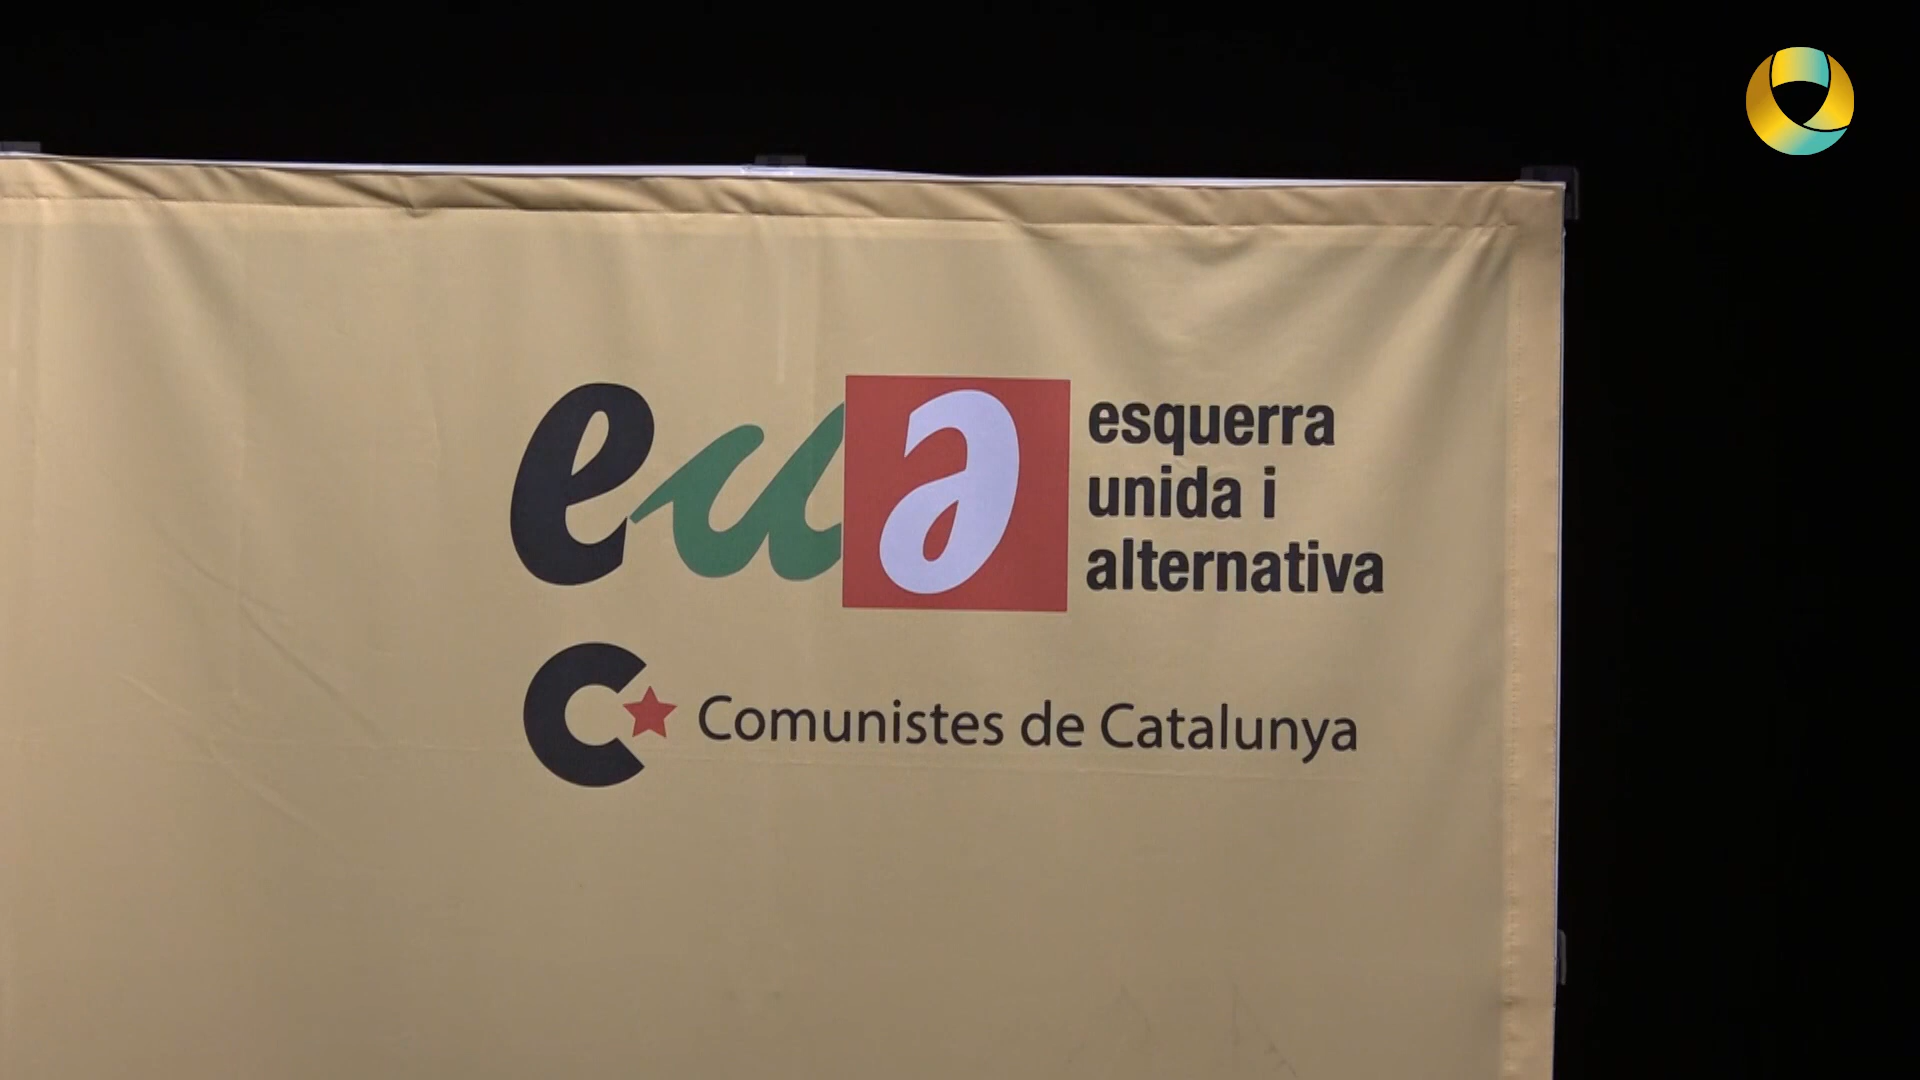 eua
esquerra
unida i
alternativa
C
Comunistes de Catalunya